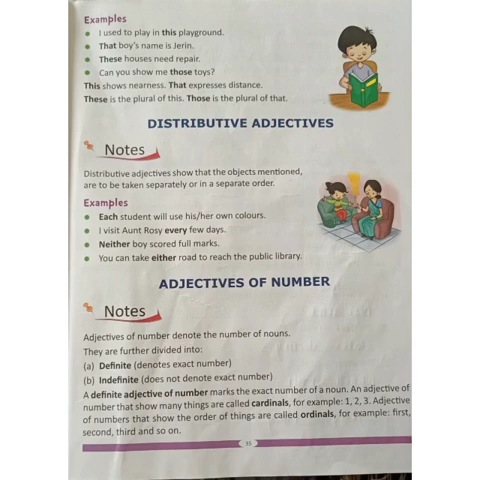 Examples
I used to play in this playground.
That boy's name is Jerin.
These houses need repair.
Can you show me those toys?
This shows nearness. That expresses distance.
These is the plural of this. Those is the plural of that.
DISTRIBUTIVE ADJECTIVES
Notes
Distributive adjectives show that the objects mentioned,
are to be taken separately or in a separate order.
Examples
Each student will use his/her own colours.
I visit Aunt Rosy every few days.
Neither boy scored full marks.
You can take either road to reach the public library.
ADJECTIVES OF NUMBER
Notes
Adjectives of number denote the number of nouns.
They are further divided into:
(a) Definite (denotes exact number)
(b) Indefinite (does not denote exact number)
A definite adjective of number marks the exact number of a noun. An adjective of
number that show many things are called cardinals, for example: 1, 2, 3. Adjective
of numbers that show the order of things are called ordinals, for example: first,
second, third and so on.